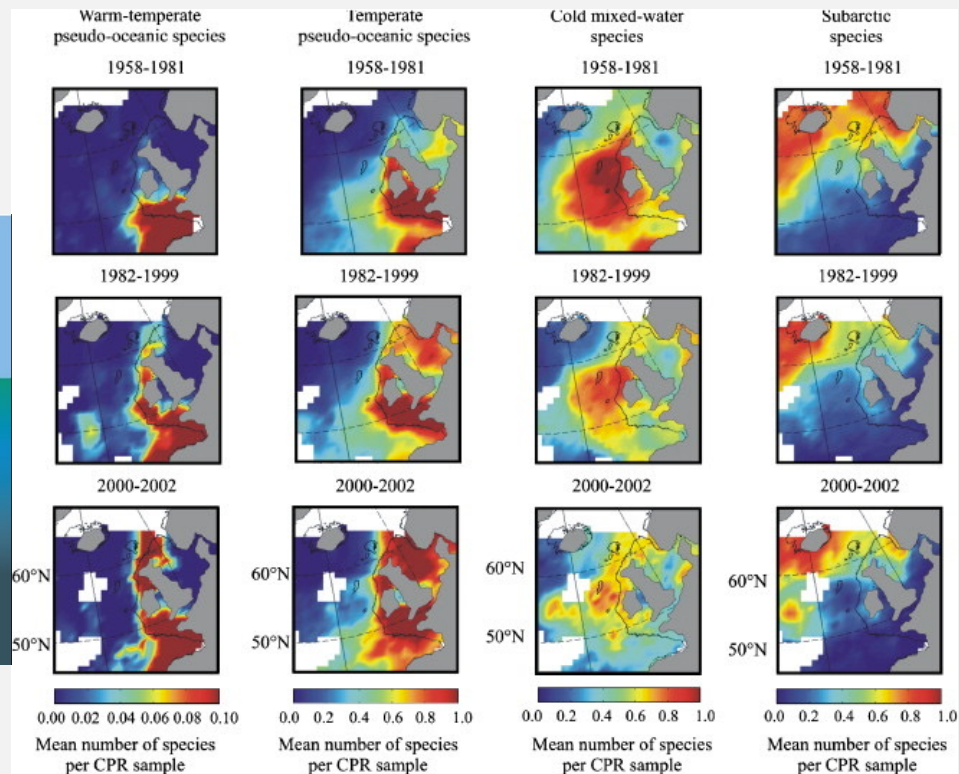 Warm-temperate
pseudo-oceanic species
Temperate
pseudo-oceanic species
Cold mixed-water
species
Subarctic
species
1958-1981
1958-1981
1958-1981
1958-1981
1982-1999
1982-1999
1982-1999
1982-1999
2000-2002
2000-2002
2000-2002
2000-2002
60°N
60°N
60°N
60°N
50°N
50°N
50°N
50°N
0.00 0.02 0.04 0.06 0.08 0.10
0.0 0.2 0.4 0.6 0.8 1.0
0.0 0.2 0.4 0.6 0.8 1.0
0.0 0.2 0.4 0.6 0.8 1.0
Mean number of species
per CPR sample
Mean number of species
per CPR sample
Mean number of species
per CPR sample
Mean number of species
per CPR sample